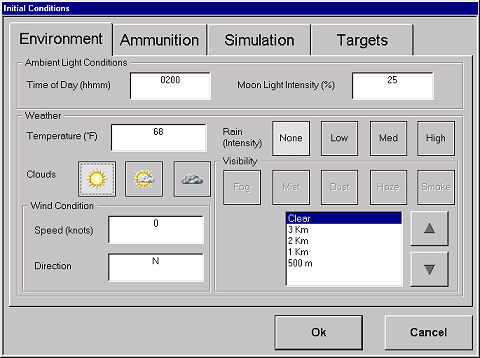 Initial Conditions
Environment Ammunition Simulation Targets
Ambient Light Conditions
Time of Day (hhmm) 0200 Moon Light Intensity (%) 25
Weather
Temperature (°F) 68 Rain (Intensity) None Low Med High
Clouds
Visibility
Fog Mist Dust Haze Smoke
Wind Condition
Speed (knots) 0
Direction N
Clear
3 Km
2 Km
1 Km
500 m
Ok Cancel